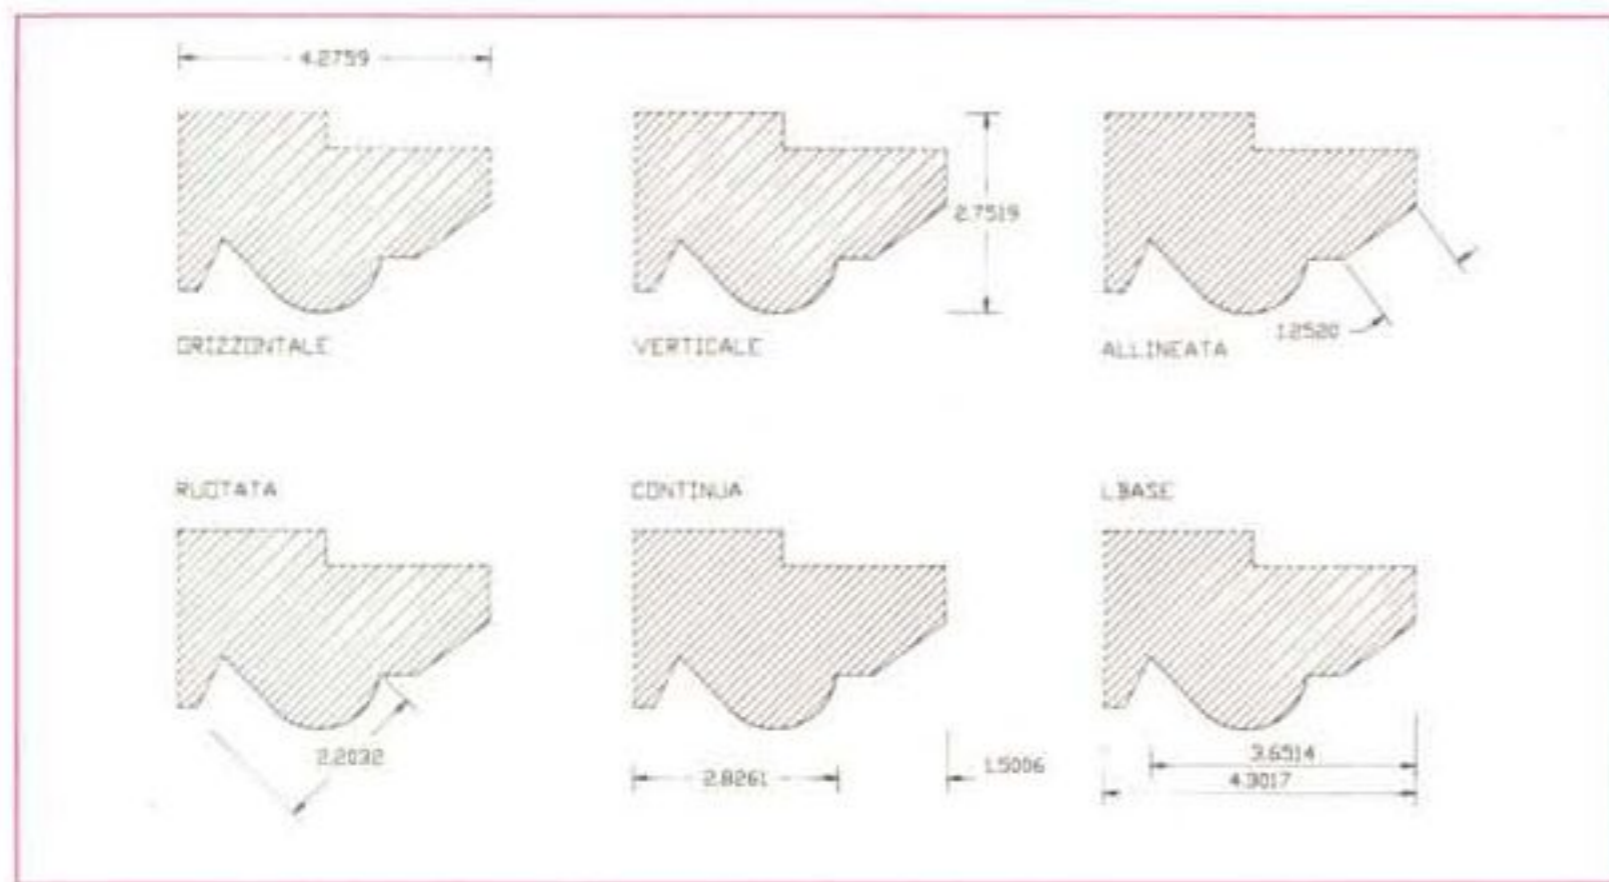 4.2759
2.7519
1.2520
ORIZZONTALE
VERTICALE
ALLINEATA
RUOTATA
CONTINUA
LBASE
2.2032
2.8261
1.5006
3.6514
4.3017